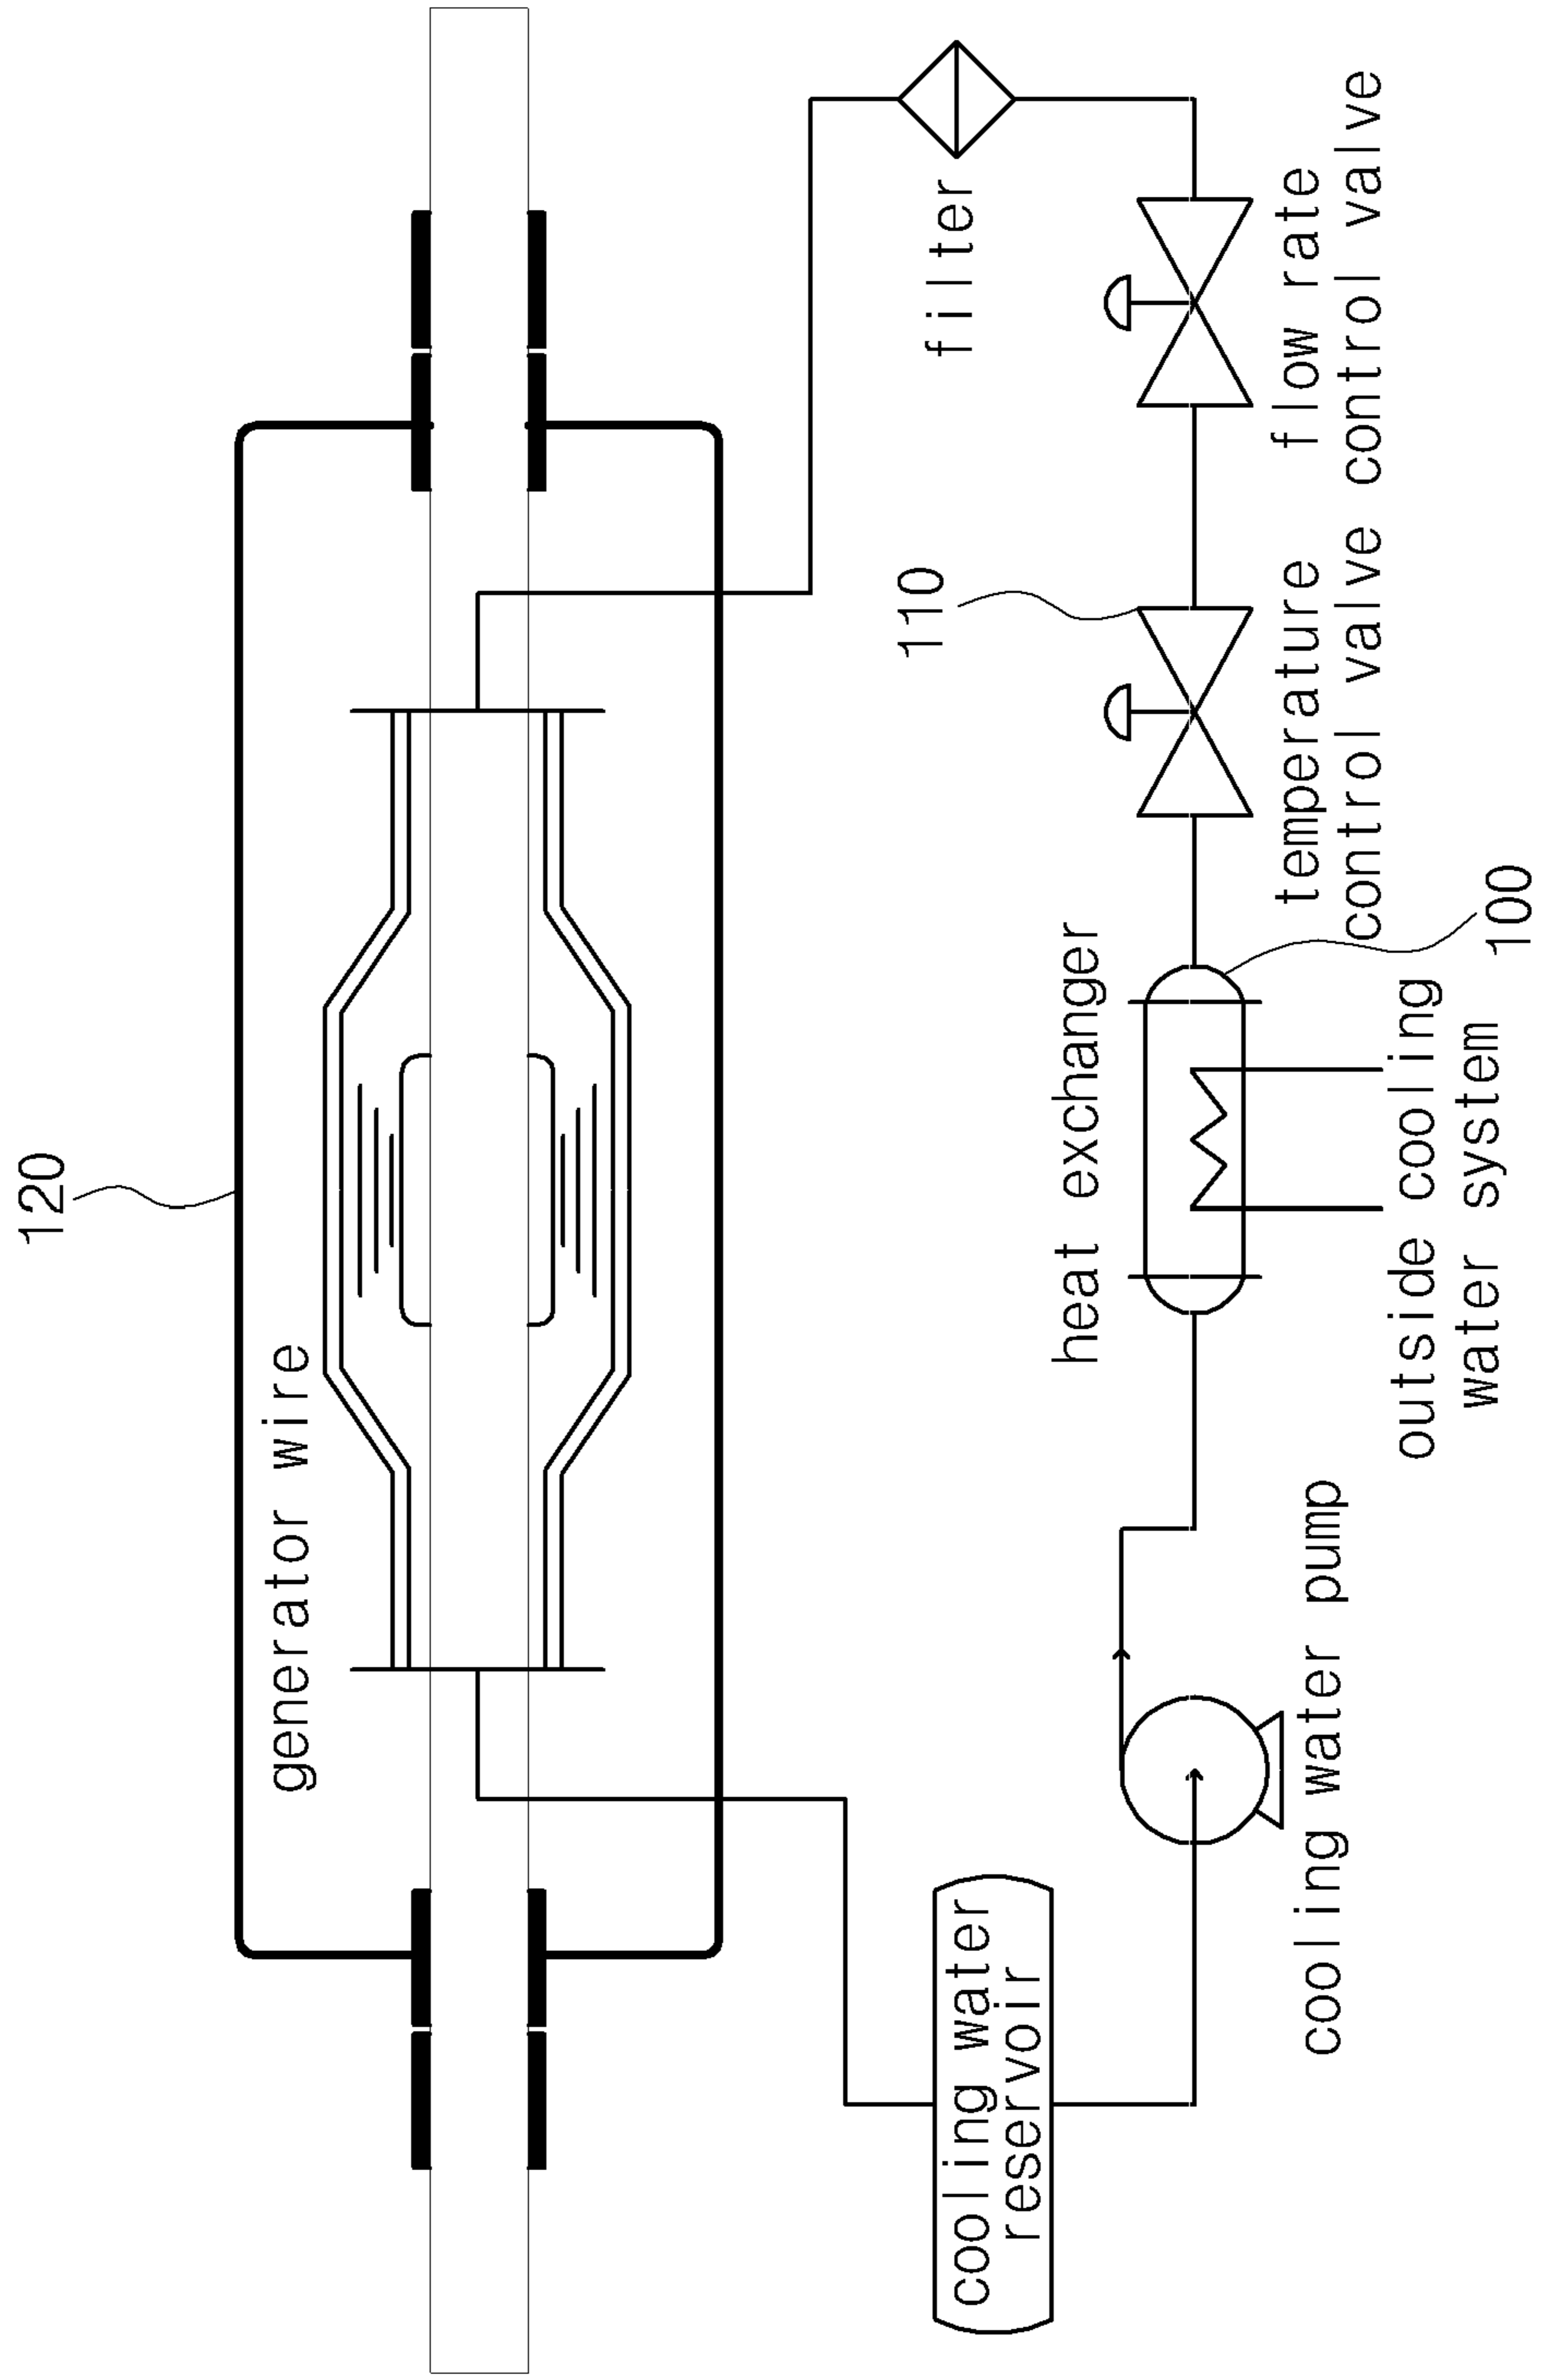 120
generator wire
filter
110
cooling water
reservoir
heat exchanger
flow rate
control valve
temperature
control valve
100
outside cooling
water system
cooling water pump